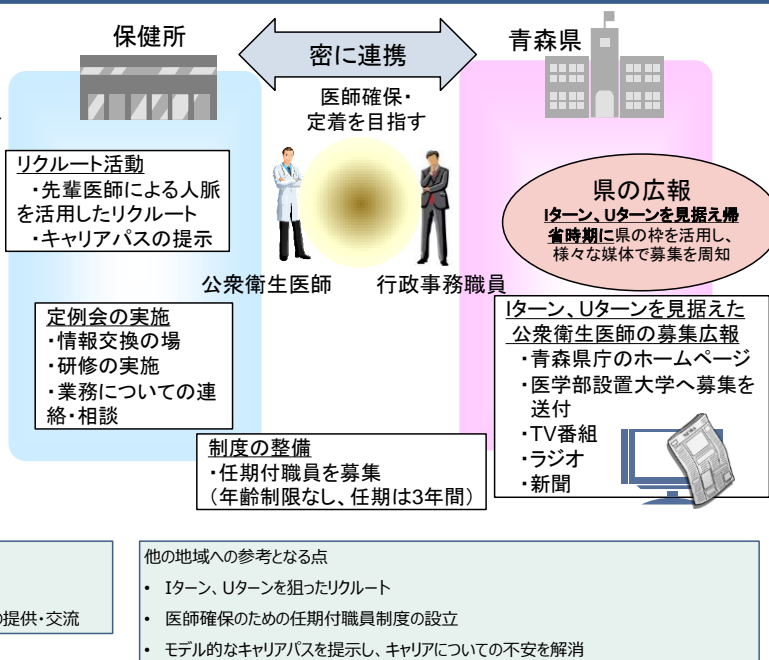 保健所
密に連携
青森県
医師確保・
定着を目指す
リクルート活動
・先輩医師による人脈
を活用したリクルート
・キャリアパスの提示
県の広報
Iターン、Uターンを見据え帰
省時期に県の枠を活用し、
様々な媒体で募集を周知
公衆衛生医師
行政事務職員
定例会の実施
・情報交換の場
・研修の実施
・業務についての連
絡・相談
Iターン、Uターンを見据えた
公衆衛生医師の募集広報
・青森県庁のホームページ
・医学部設置大学へ募集を
送付
・TV番組
・ラジオ
・新聞
制度の整備
・任期付職員を募集
（年齢制限なし、任期は3年間）
の提供・交流
他の地域への参考となる点
• Iターン、Uターンを狙ったリクルート
• 医師確保のための任期付職員制度の設立
• モデル的なキャリアパスを提示し、キャリアについての不安を解消